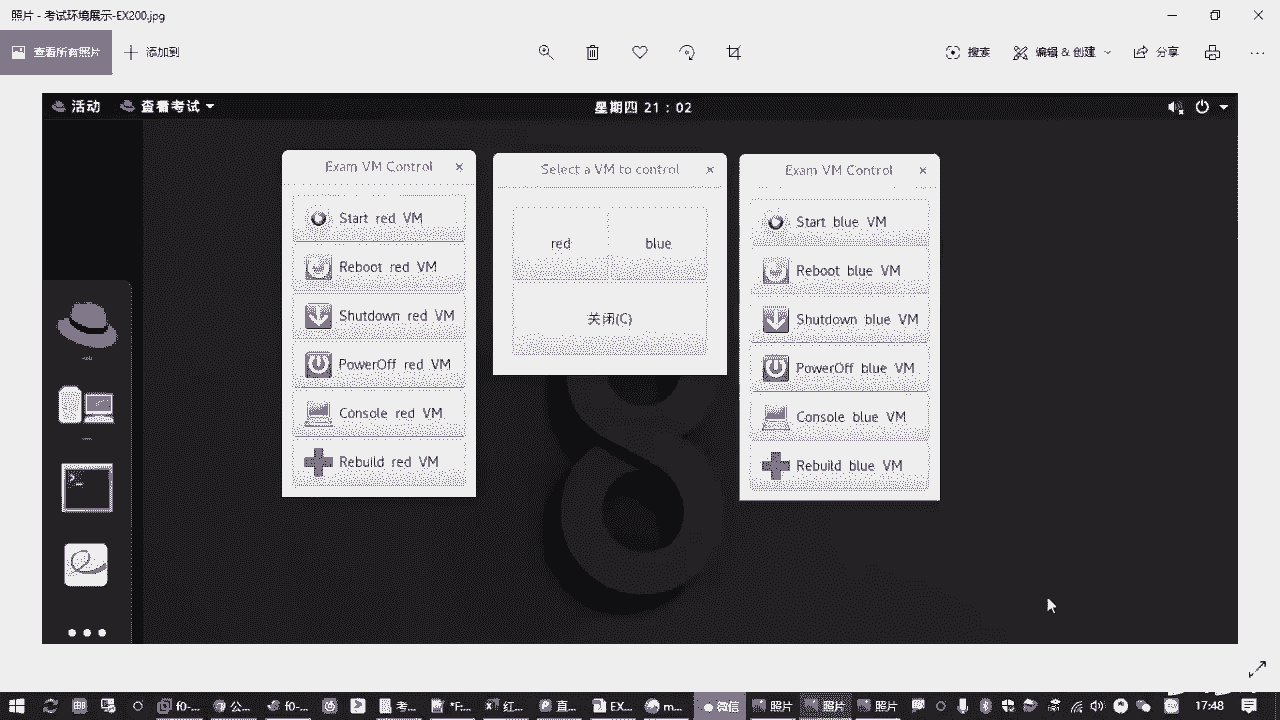 照片 - 考试环境展示-EX200.jpg
查看所有照片
添加到
搜索
编辑 & 创建
分享
活动
查看考试
星期四 21：02
Exam VM Control
Start red VM
Reboot red VM
Shutdown red VM
PowerOff red VM
Console red VM
Rebuild red VM
Select a VM to control
red
blue
关闭(C)
Exam VM Control
Start blue VM
Reboot blue VM
Shutdown blue VM
PowerOff blue VM
Console blue VM
Rebuild blue VM
f0-...
公...
f0-...
考...
*F...
红...
直...
EX...
m...
微信
照片
照片
照片
17:48